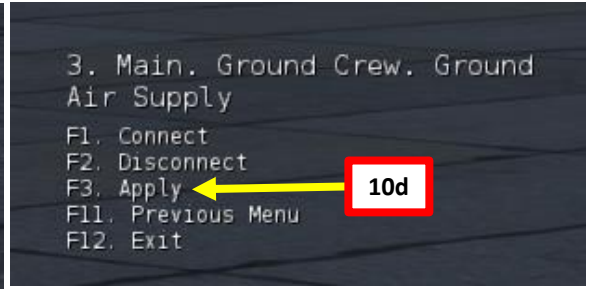 3. Main. Ground Crew. Ground
Air Supply
F1. Connect
F2. Disconnect
F3. Apply
10d
F11. Previous Menu
F12. Exit